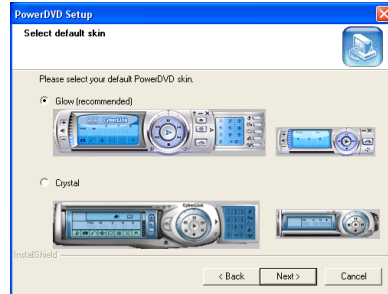 PowerDVD Setup
Select default skin
Please select your default PowerDVD skin.
Glow (recommended)
CyberLink
Crystal
CyberLink
InstallShield
< Back
Next >
Cancel